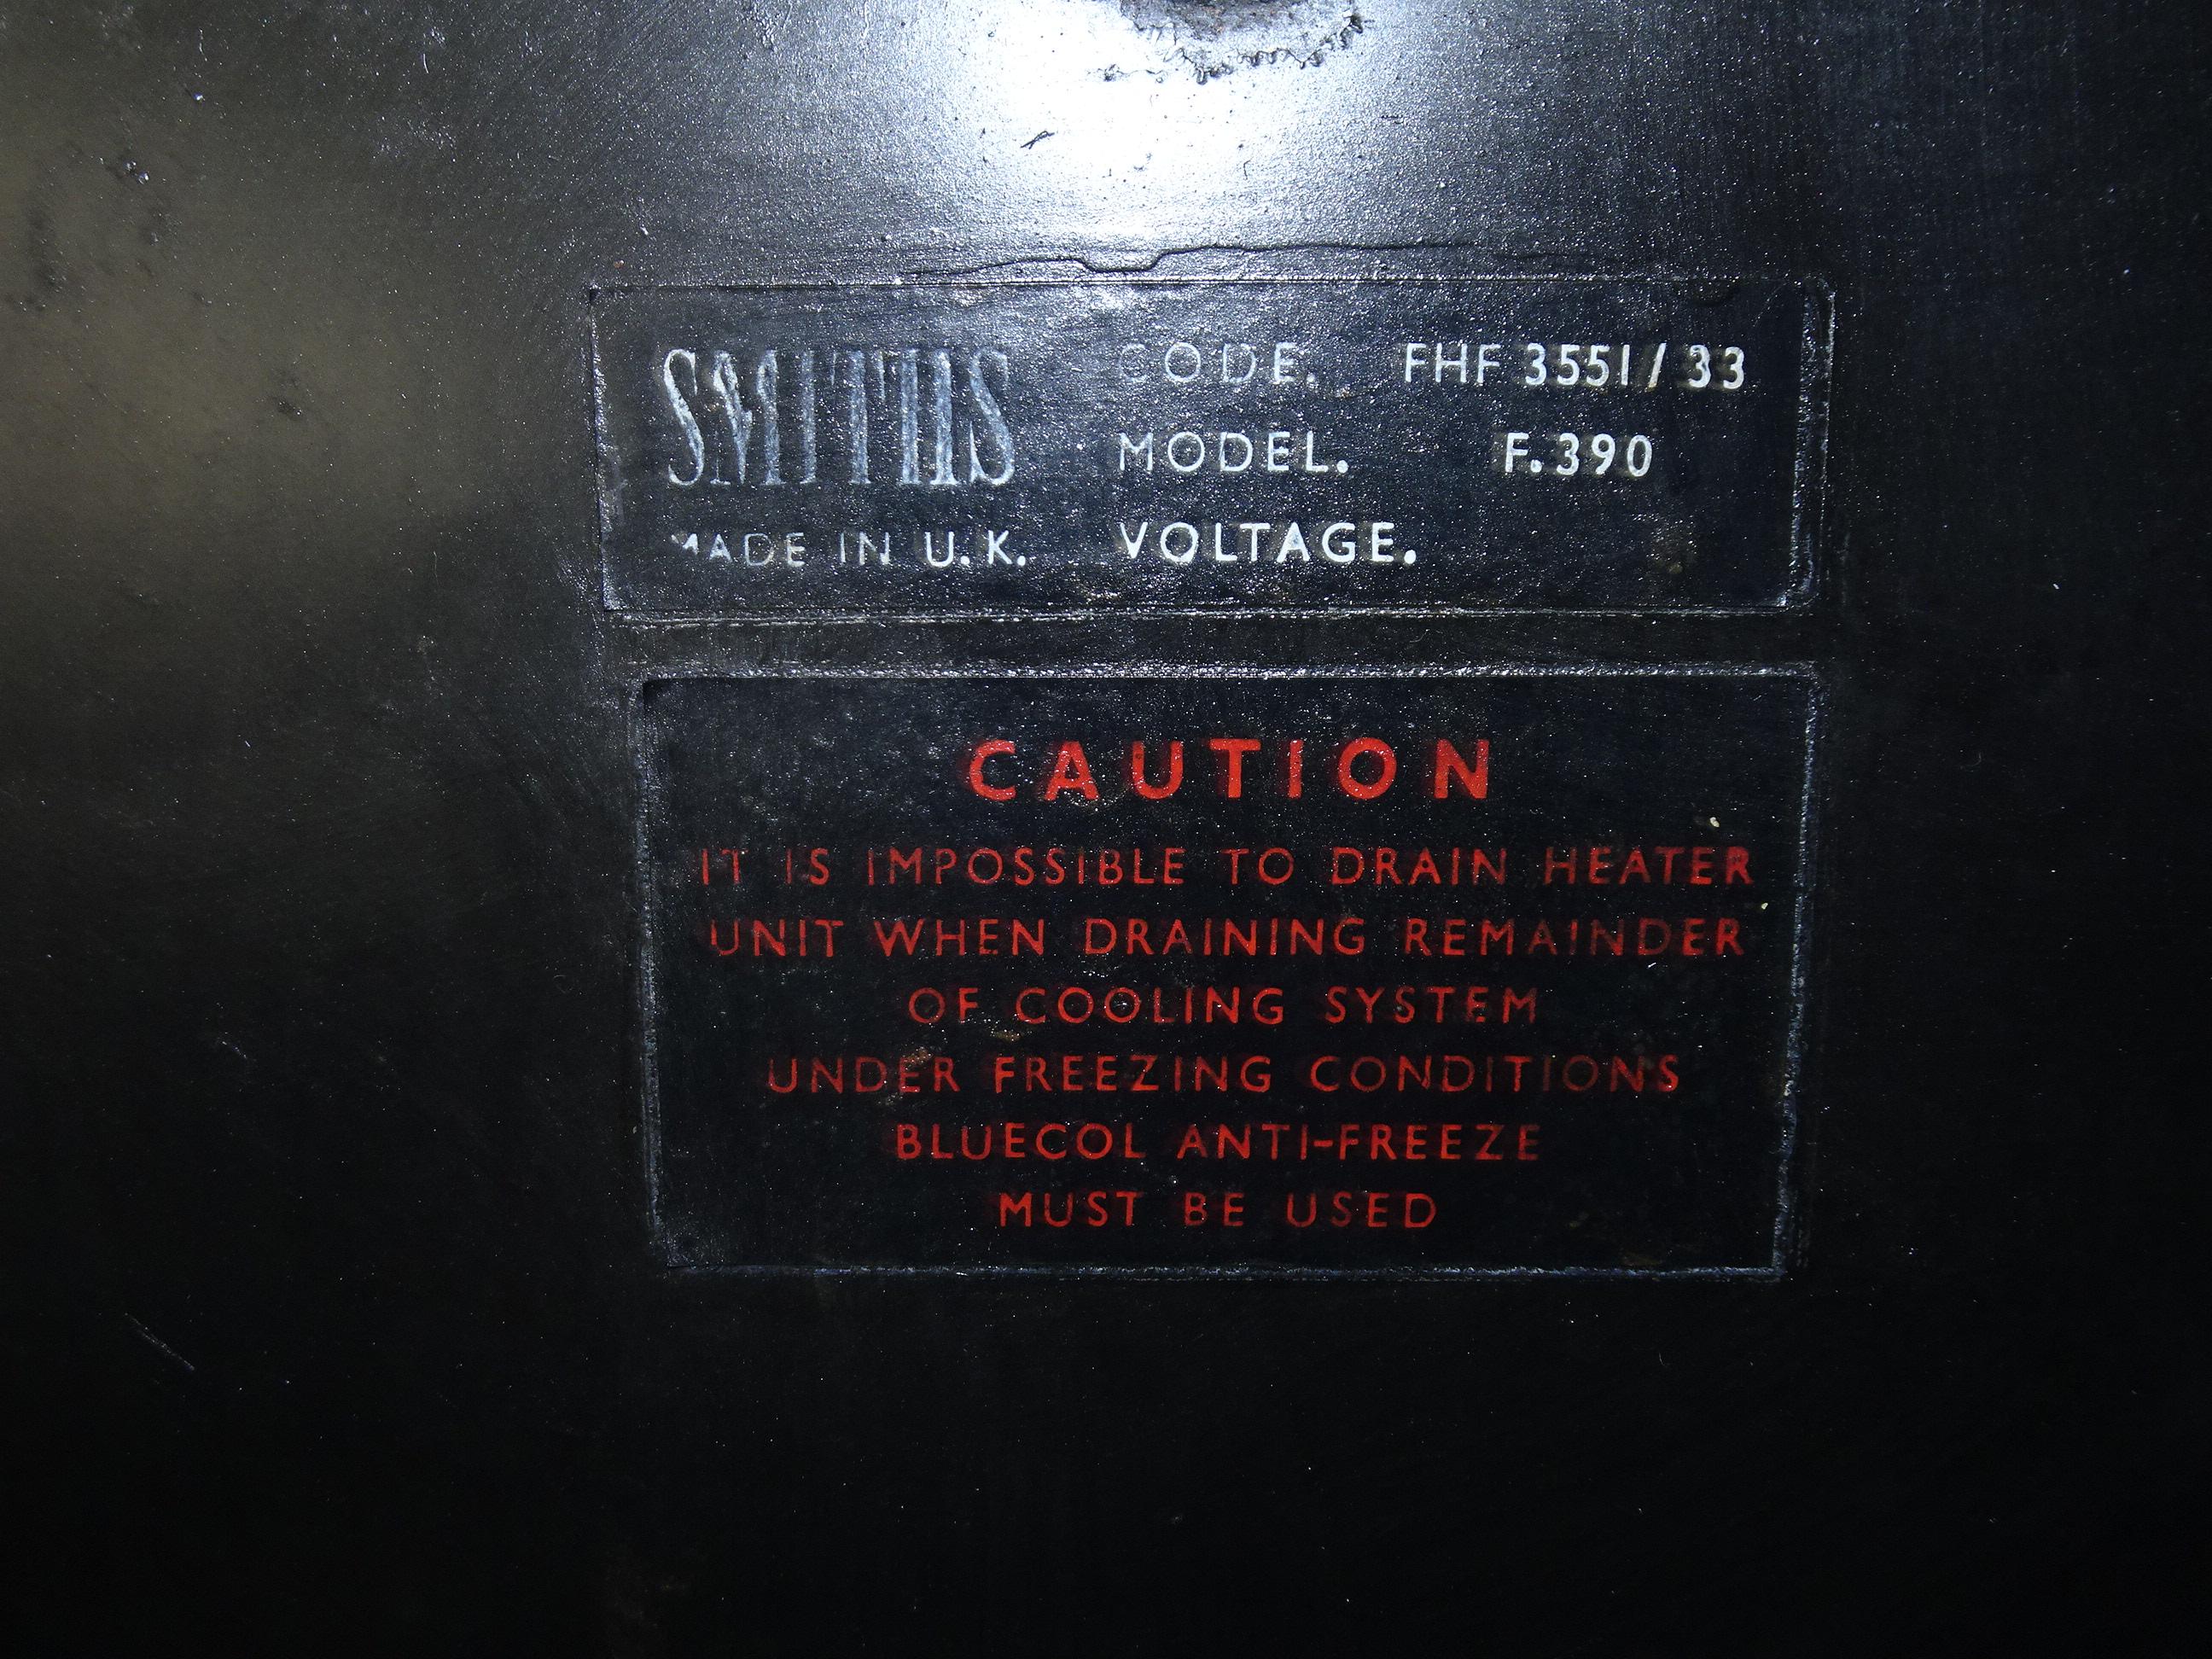 SMITHS
MADE IN U.K.
CODE. FHF 3551/33
MODEL. F.390
VOLTAGE.
CAUTION
IT IS IMPOSSIBLE TO DRAIN HEATER
UNIT WHEN DRAINING REMAINDER
OF COOLING SYSTEM
UNDER FREEZING CONDITIONS
BLUECOL ANTI-FREEZE
MUST BE USED